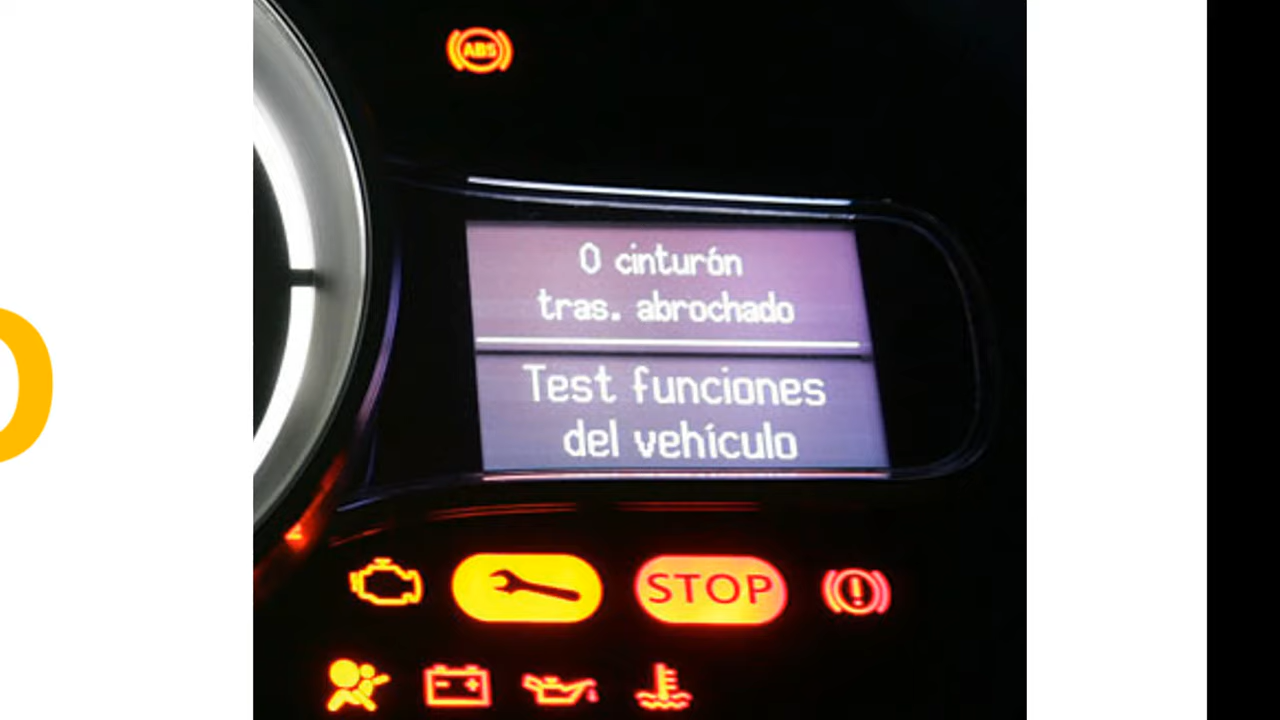 ABS
0 cinturón
tras. abrochado
Test funciones
del vehículo
STOP